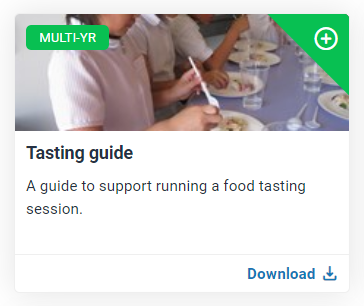 MULTI-YR
Tasting guide
A guide to support running a food tasting
session.
Download